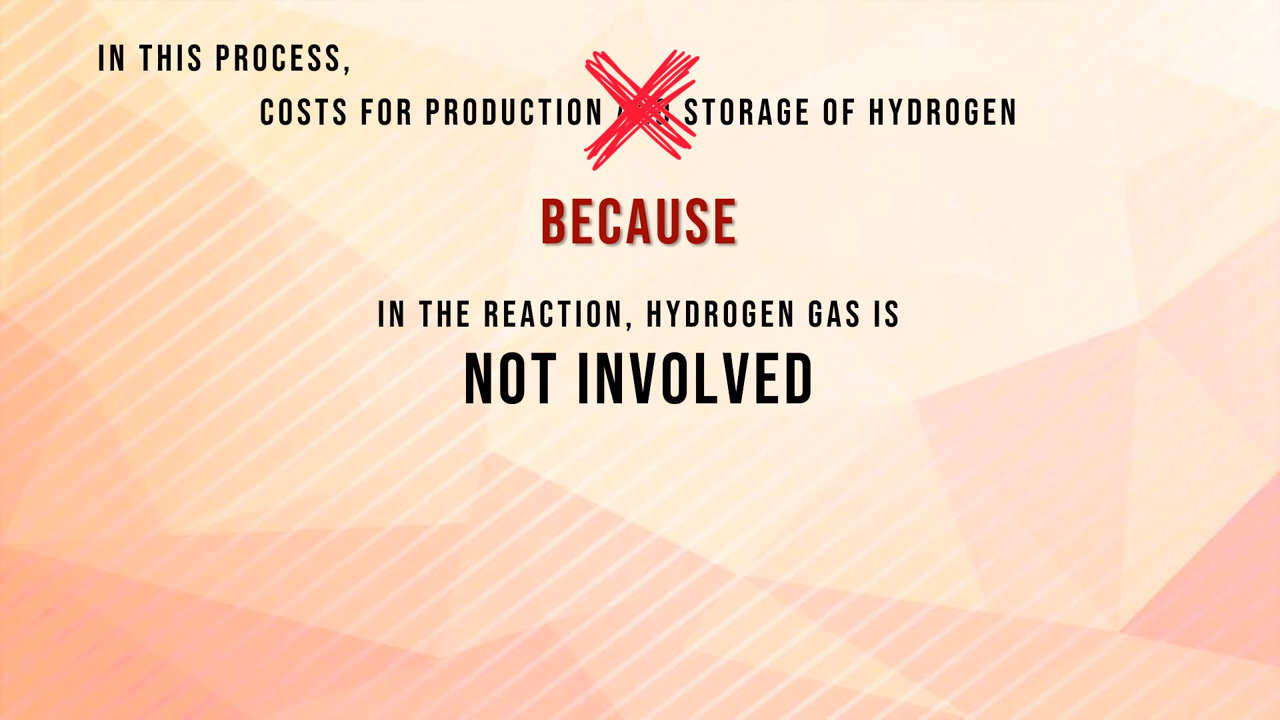 IN THIS PROCESS,
COSTS FOR PRODUCTION STORAGE OF HYDROGEN
BECAUSE
IN THE REACTION, HYDROGEN GAS IS
NOT INVOLVED